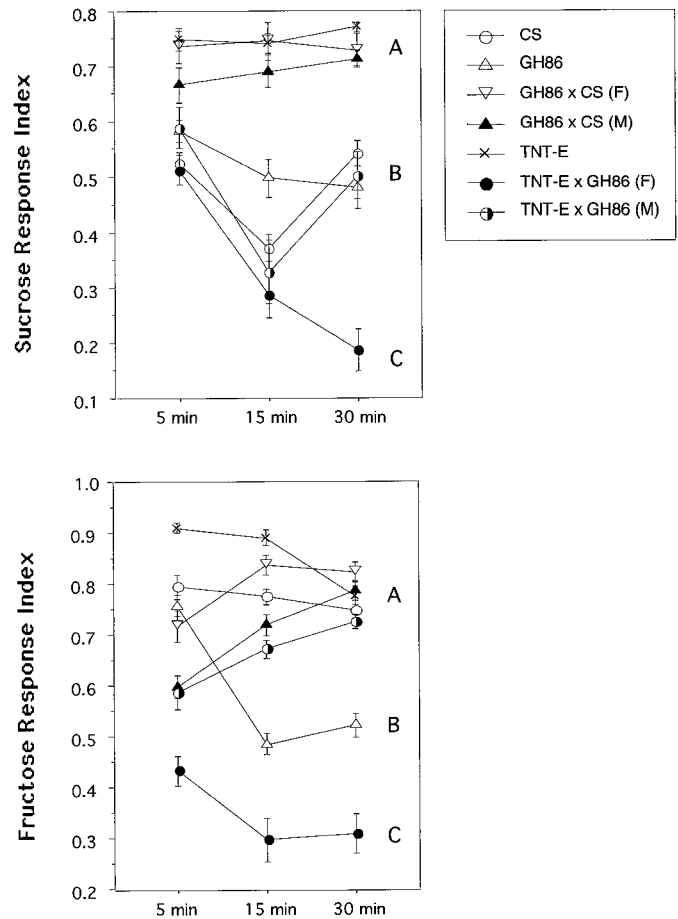 Sucrose Response Index
0.8
0.7
0.6
0.5
0.4
0.3
0.2
0.1
A
B
C
5 min 15 min 30 min
CS
GH86
GH86 x CS (F)
GH86 x CS (M)
TNT-E
TNT-E x GH86 (F)
TNT-E x GH86 (M)
Fructose Response Index
1.0
0.9
0.8
0.7
0.6
0.5
0.4
0.3
0.2
A
B
C
5 min 15 min 30 min